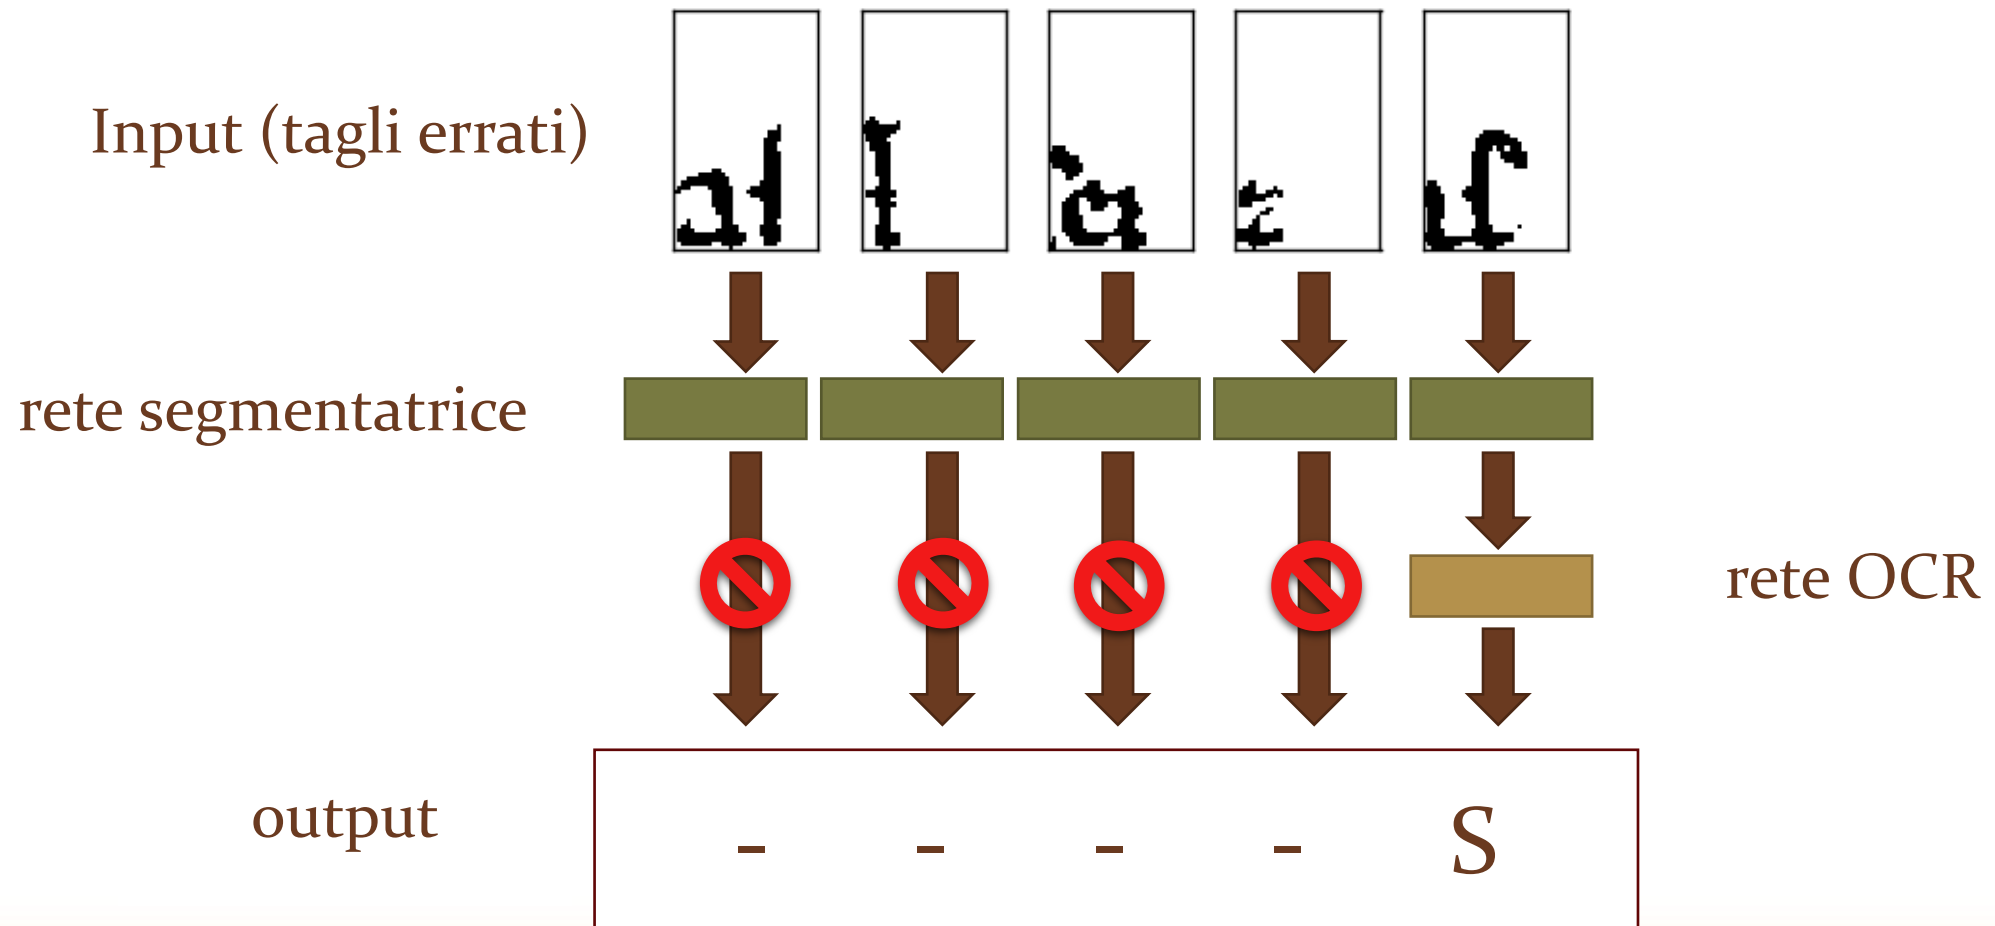 Input (tagli errati)
rete segmentatrice
rete OCR
output
- - - - S